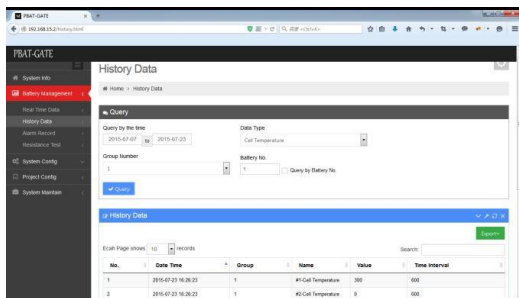 PBAT-GATE
192.168.15.2/history.html
搜索 <Ctrl+K>
PBAT-GATE
System Info
Battery Management
Real Time Data
History Data
Alarm Record
Resistance Test
System Config
Project Config
System Maintain
History Data
Home > History Data
Query
Query by the time
2015-07-07 to 2015-07-23
Data Type
Cell Temperature
Group Number
1
Battery No.
1 Query by Battery No
Query
History Data
Export
Ecah Page shows 10 records
Search:
No. Date Time Group Name Value Time Interval
1 2015-07-23 16:26:23 1 #1-Cell Temperature 300 600
2 2015-07-23 16:26:23 1 #2-Cell Temperature 0 600